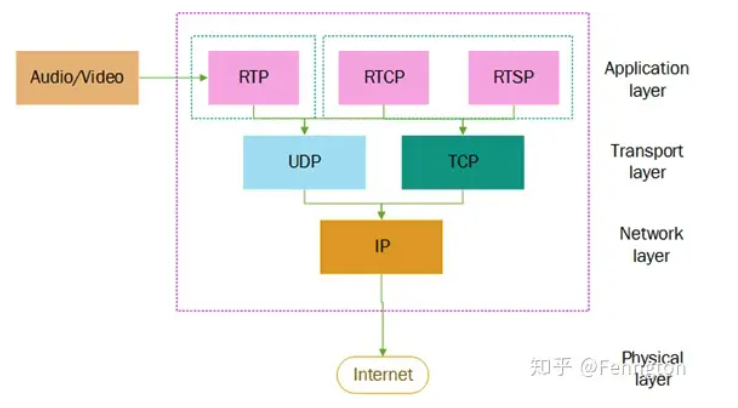 Audio/Video
RTP
RTCP
RTSP
Application
layer
UDP
TCP
Transport
layer
IP
Network
layer
Internet
Physical
layer
知乎 @Fenngton